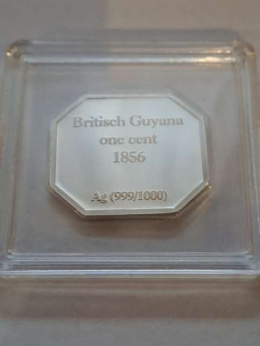 Britisch Guyana
one cent
1856
Ag (999/1000)